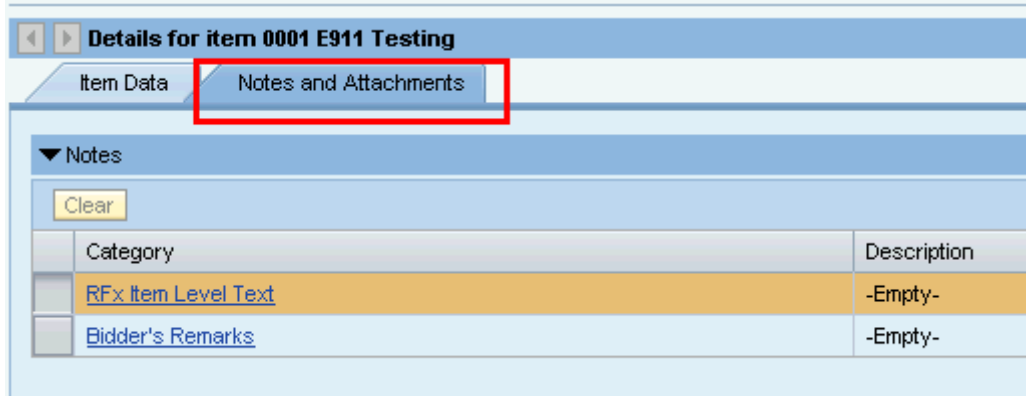 Details for item 0001 E911 Testing
Item Data Notes and Attachments
Notes
Clear
Category Description
RFx Item Level Text -Empty-
Bidder's Remarks -Empty-